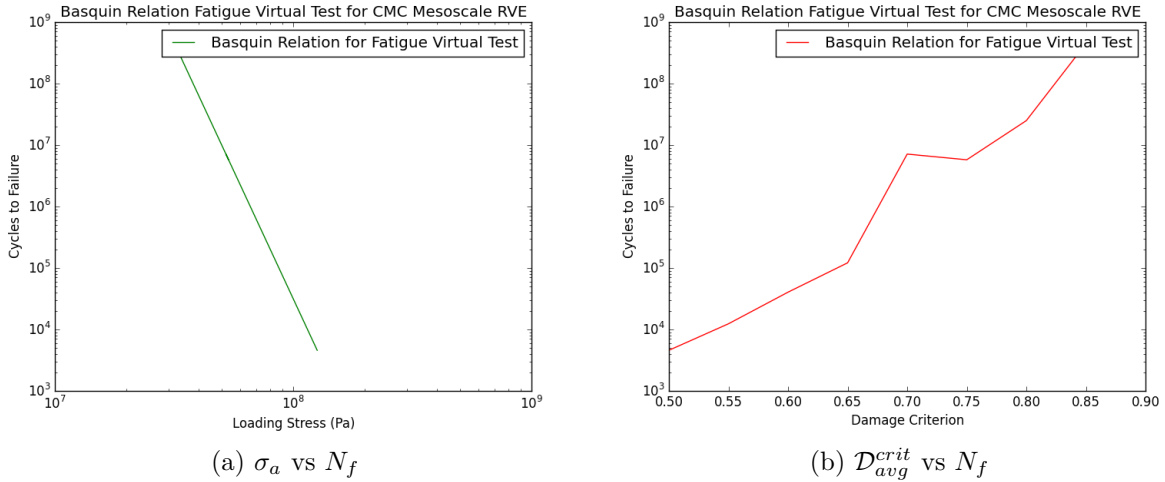 Basquin Relation Fatigue Virtual Test for CMC Mesoscale RVE
Basquin Relation for Fatigue Virtual Test
10^9
10^8
10^7
10^6
10^5
10^4
10^3
Cycles to Failure
10^7
10^8
10^9
Loading Stress (Pa)
(a) σ_a vs N_f
Basquin Relation Fatigue Virtual Test for CMC Mesoscale RVE
Basquin Relation for Fatigue Virtual Test
10^9
10^8
10^7
10^6
10^5
10^4
10^3
Cycles to Failure
0.50 0.55 0.60 0.65 0.70 0.75 0.80 0.85 0.90
Damage Criterion
(b) 𝒟_{avg}^{crit} vs N_f